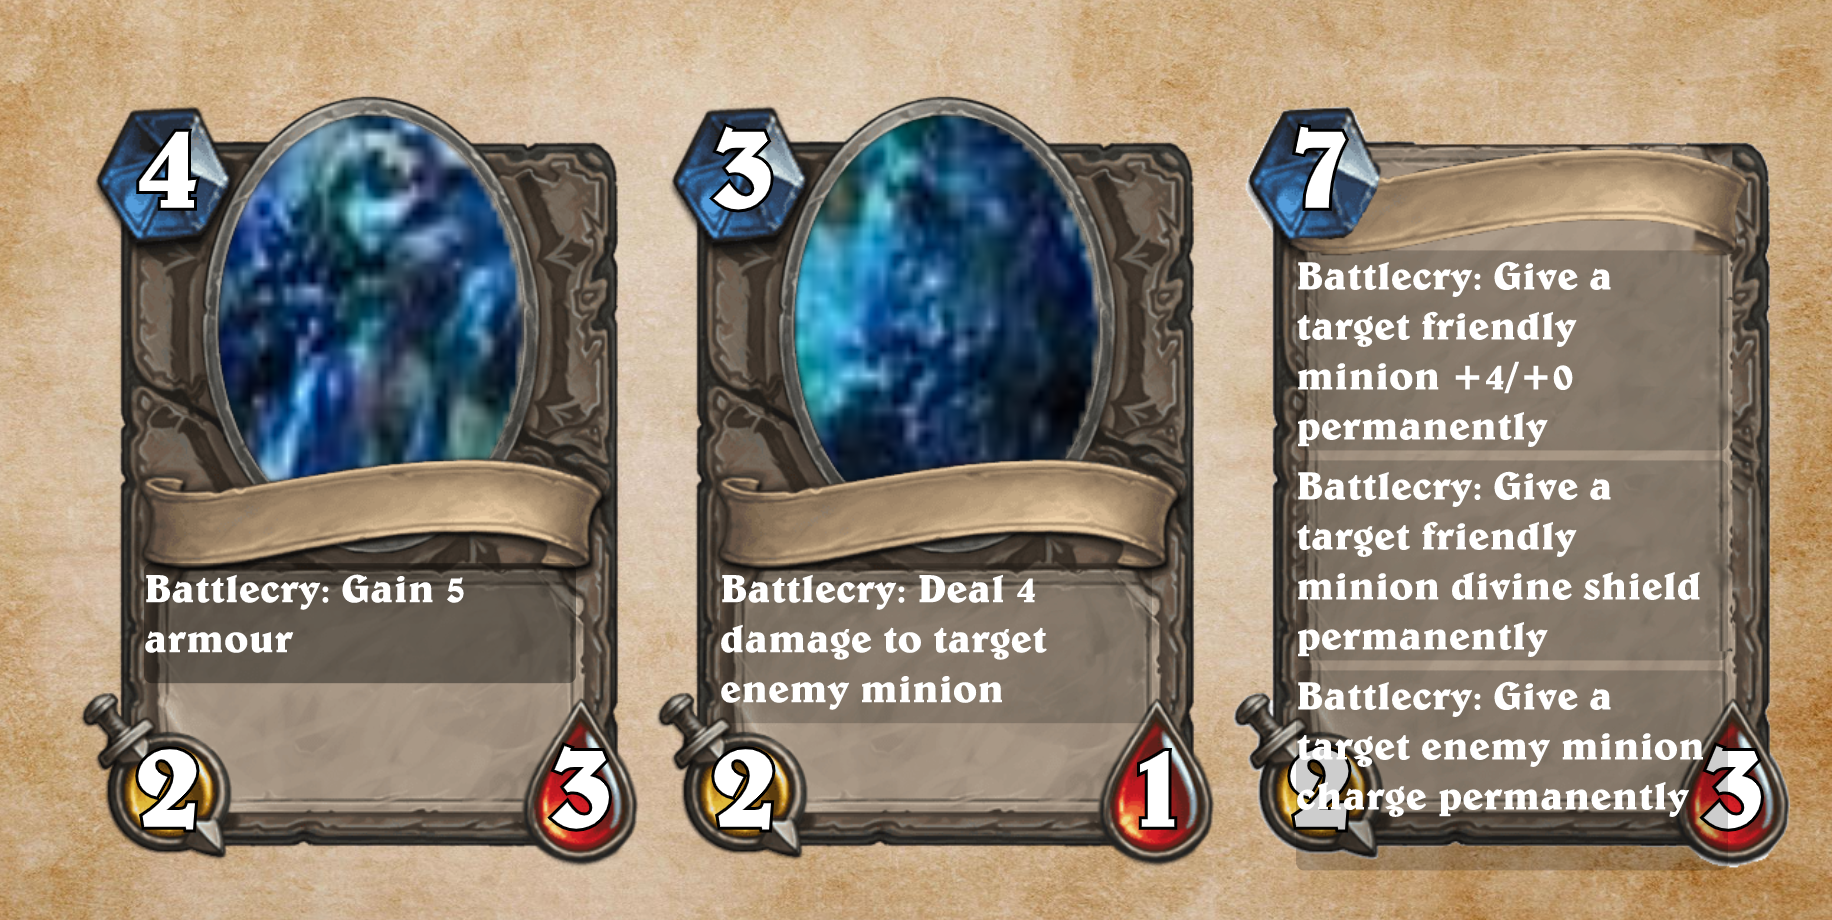 4
Battlecry: Gain 5
armour
2
3
3
Battlecry: Deal 4
damage to target
enemy minion
2
1
7
Battlecry: Give a
target friendly
minion +4/+0
permanently
Battlecry: Give a
target friendly
minion divine shield
permanently
Battlecry: Give a
target enemy minion
charge permanently
2
3